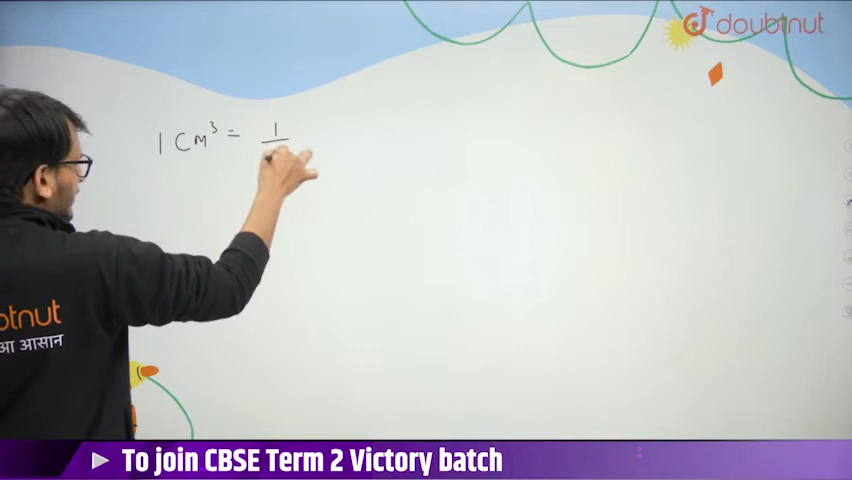 doubtnut
1 CM³ = 1/
btnut
आ आसान
To join CBSE Term 2 Victory batch